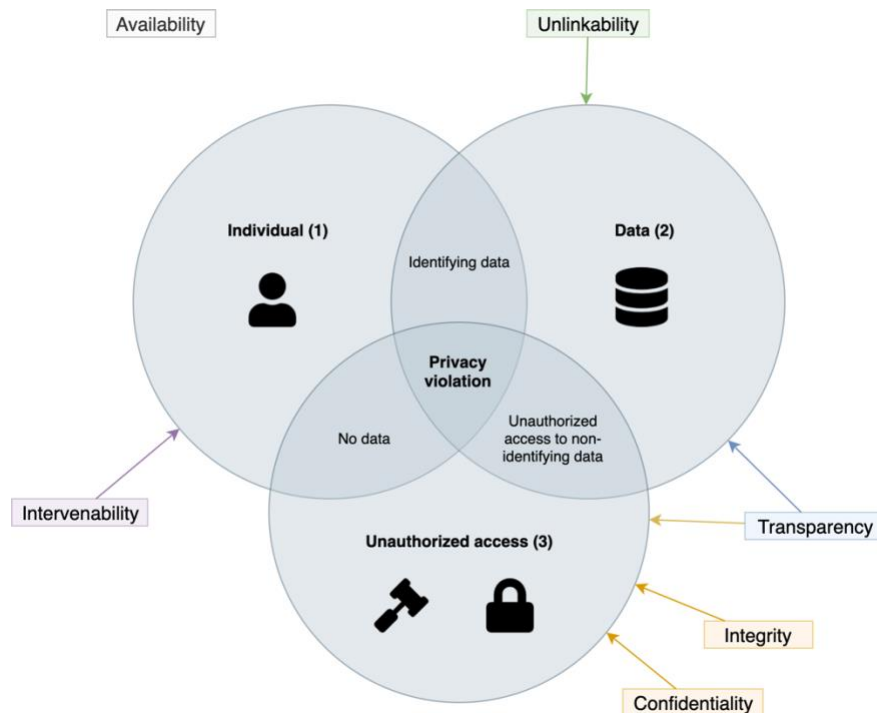 Availability
Unlinkability
Individual (1)
Data (2)
Identifying data
Privacy
violation
No data
Unauthorized
access to non-
identifying data
Intervenability
Transparency
Unauthorized access (3)
Integrity
Confidentiality